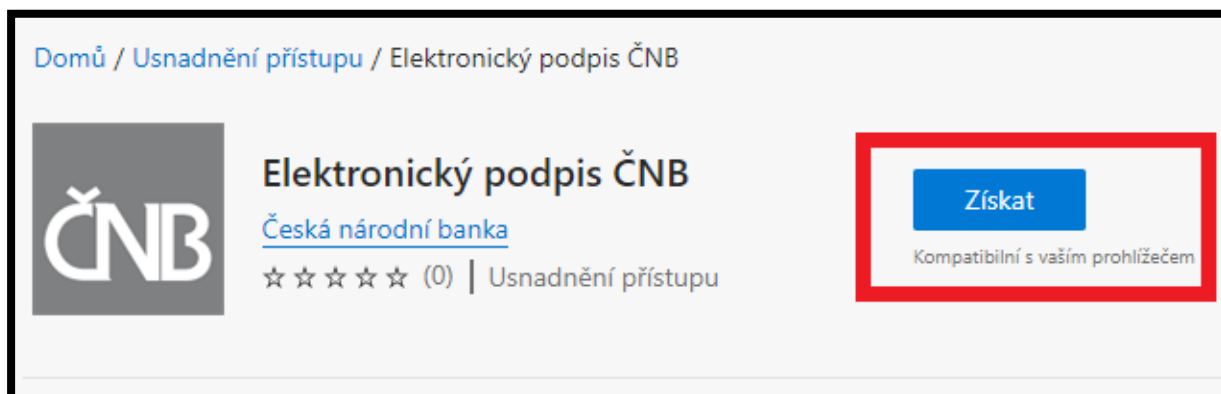 Domů / Usnadnění přístupu / Elektronický podpis ČNB
ČNB
Elektronický podpis ČNB
Česká národní banka
(0) | Usnadnění přístupu
Získat
Kompatibilní s vaším prohlížečem